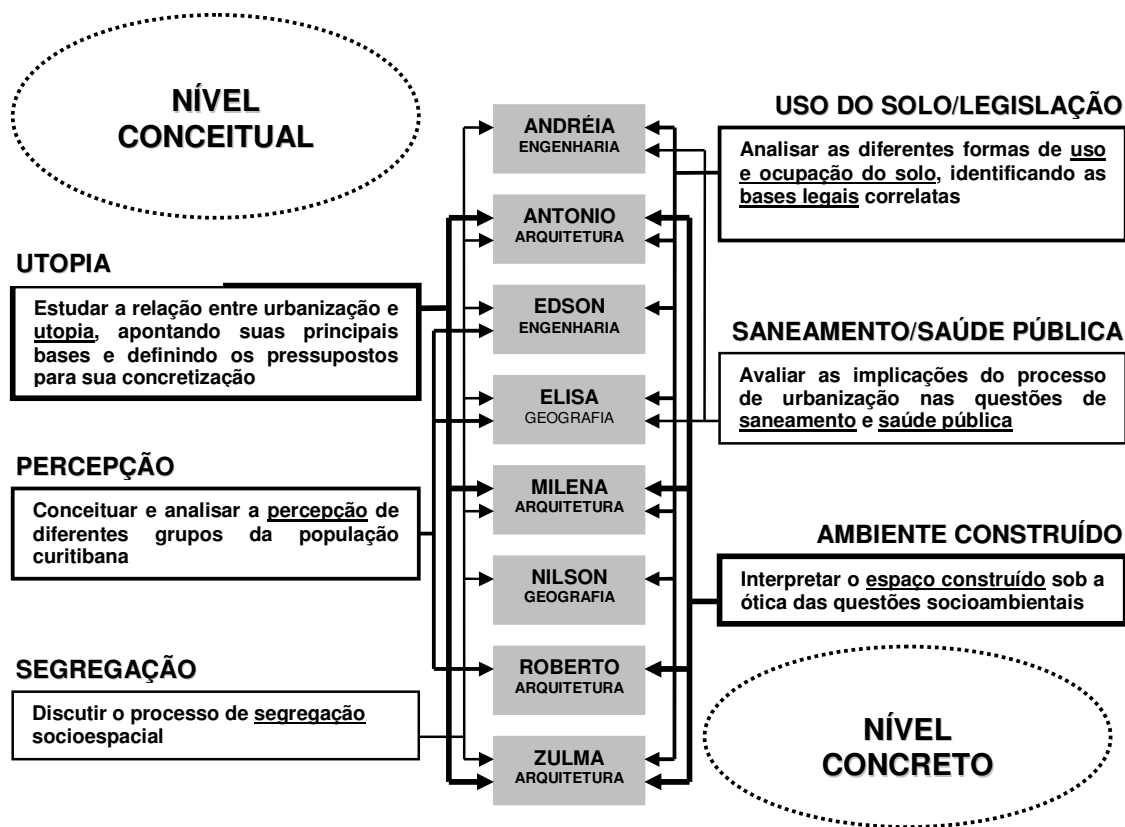 NÍVEL
CONCEITUAL
UTOPIA
Estudar a relação entre urbanização e
utopia, apontando suas principais
bases e definindo os pressupostos
para sua concretização
PERCEPÇÃO
Conceituar e analisar a percepção de
diferentes grupos da população
curitibana
SEGREGAÇÃO
Discutir o processo de segregação
socioespacial
ANDRÉIA
ENGENHARIA
ANTONIO
ARQUITETURA
EDSON
ENGENHARIA
ELISA
GEOGRAFIA
MILENA
ARQUITETURA
NILSON
GEOGRAFIA
ROBERTO
ARQUITETURA
ZULMA
ARQUITETURA
USO DO SOLO/LEGISLAÇÃO
Analisar as diferentes formas de uso
e ocupação do solo, identificando as
bases legais correlatas
SANEAMENTO/SAÚDE PÚBLICA
Avaliar as implicações do processo
de urbanização nas questões de
saneamento e saúde pública
AMBIENTE CONSTRUÍDO
Interpretar o espaço construído sob a
ótica das questões socioambientais
NÍVEL
CONCRETO